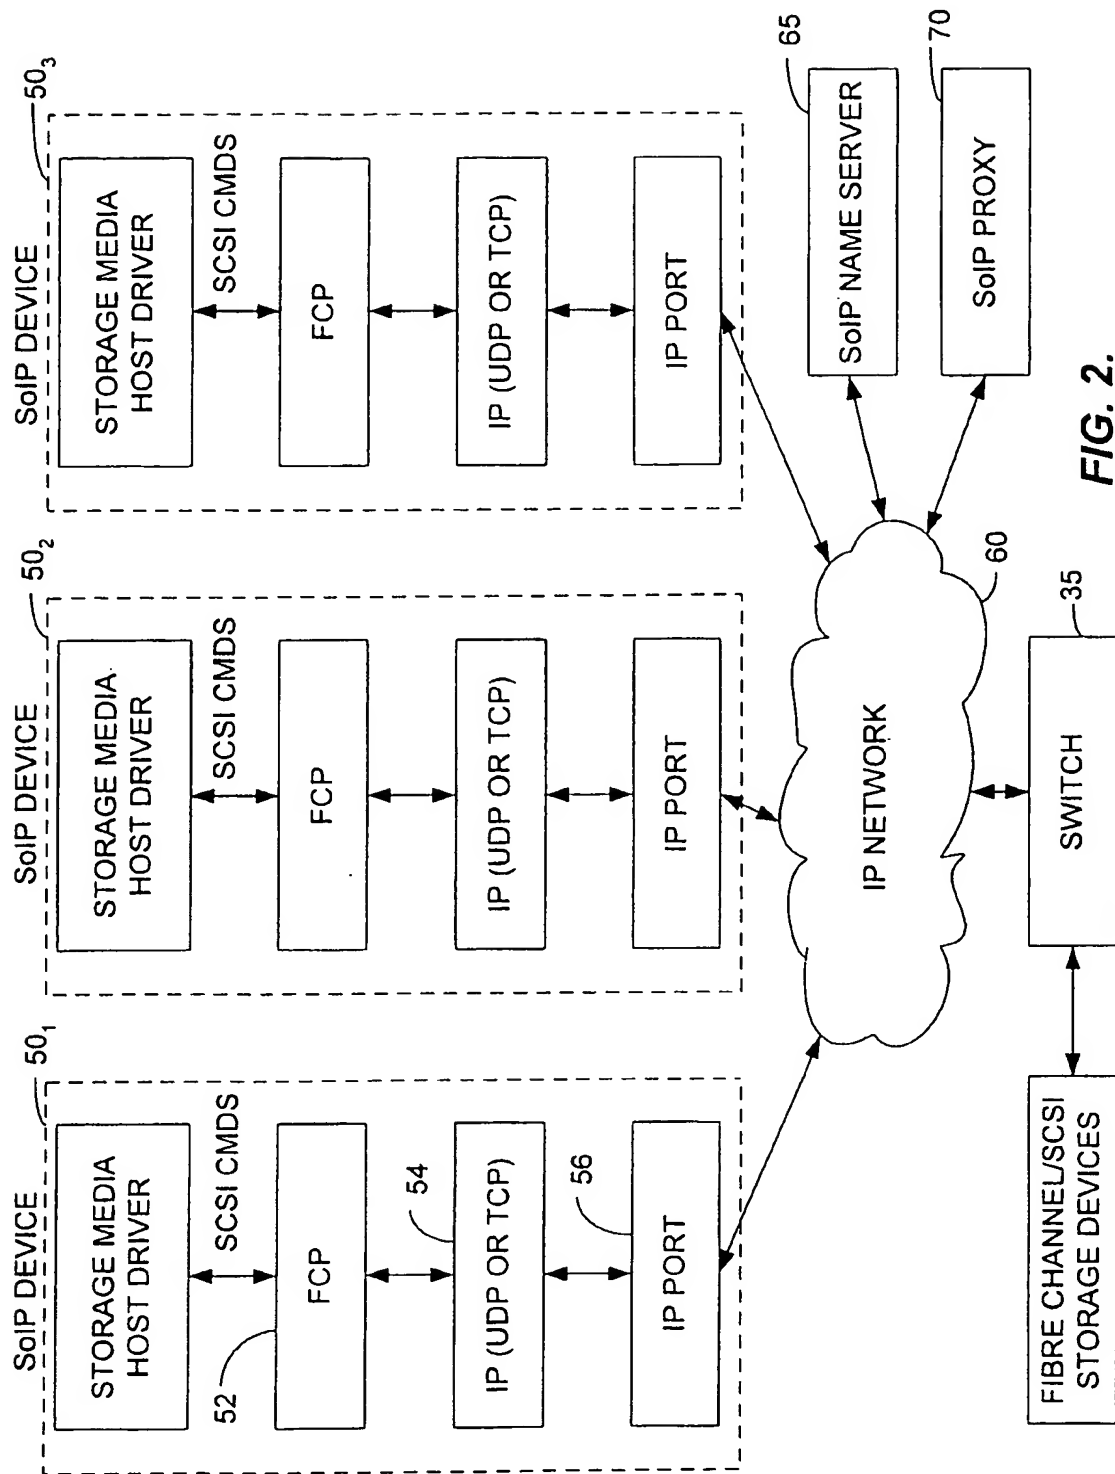 SoIP DEVICE
50₁
STORAGE MEDIA
HOST DRIVER
SCSI CMDS
52
FCP
54
IP (UDP OR TCP)
56
IP PORT
SoIP DEVICE
50₂
STORAGE MEDIA
HOST DRIVER
SCSI CMDS
FCP
IP (UDP OR TCP)
IP PORT
SoIP DEVICE
50₃
STORAGE MEDIA
HOST DRIVER
SCSI CMDS
FCP
IP (UDP OR TCP)
IP PORT
IP NETWORK
60
65
SoIP NAME SERVER
70
SoIP PROXY
FIBRE CHANNEL/SCSI
STORAGE DEVICES
SWITCH
35
FIG. 2.